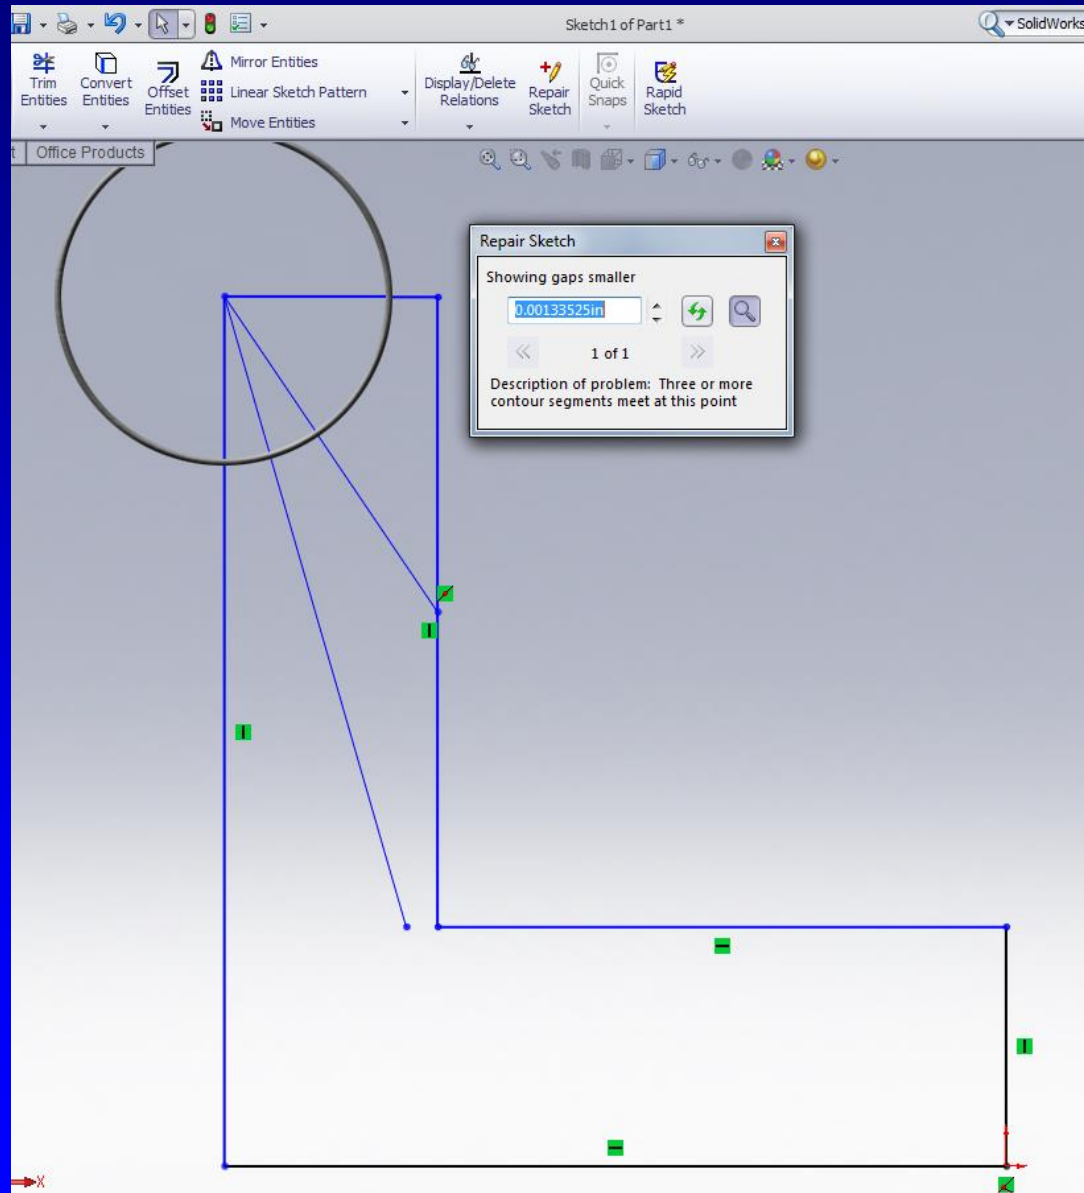 Sketch1 of Part1 *
SolidWorks
Trim
Entities
Convert
Entities
Offset
Entities
Mirror Entities
Linear Sketch Pattern
Move Entities
Display/Delete
Relations
Repair
Sketch
Quick
Snaps
Rapid
Sketch
t
Office Products
Repair Sketch
Showing gaps smaller
0.00133525in
1 of 1
Description of problem: Three or more
contour segments meet at this point
X